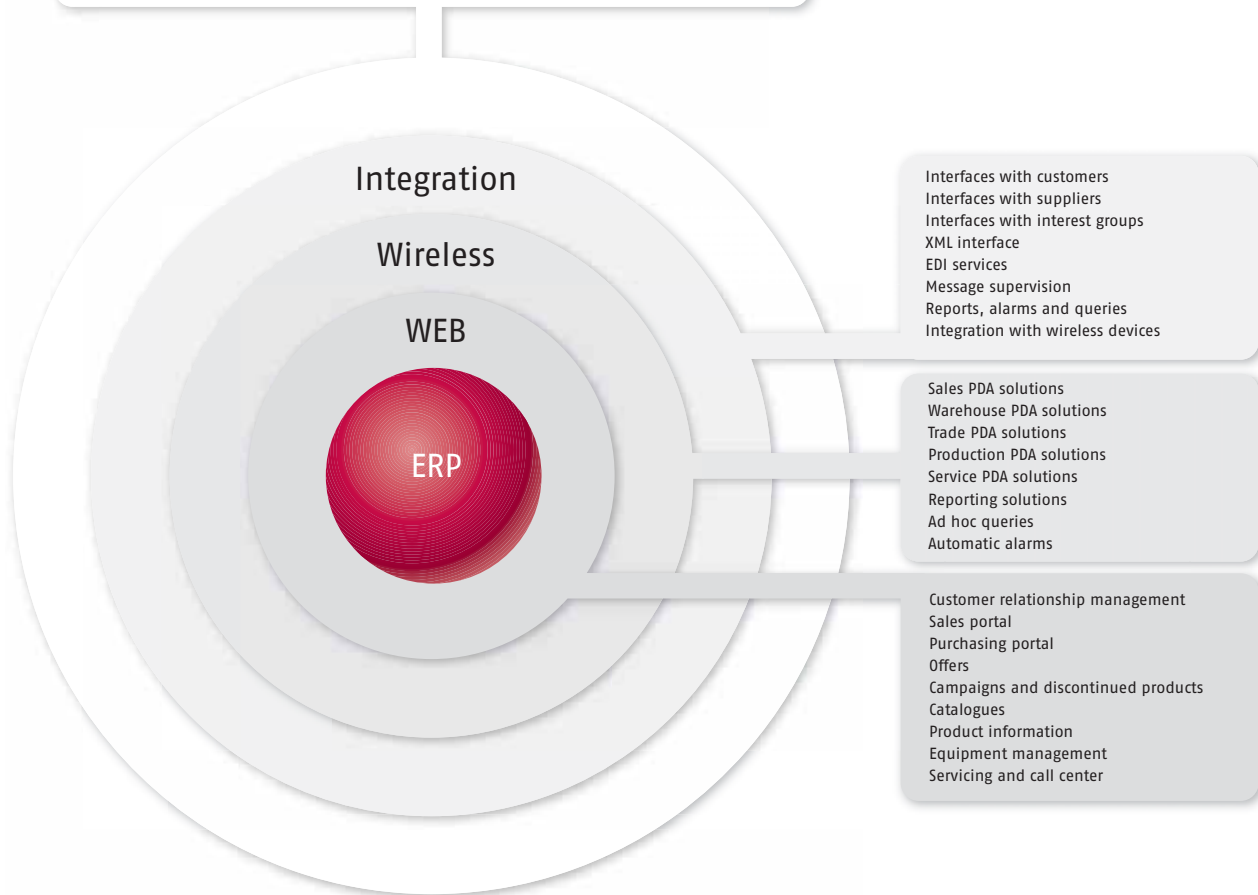 Integration
Wireless
WEB
ERP
Interfaces with customers
Interfaces with suppliers
Interfaces with interest groups
XML interface
EDI services
Message supervision
Reports, alarms and queries
Integration with wireless devices
Sales PDA solutions
Warehouse PDA solutions
Trade PDA solutions
Production PDA solutions
Service PDA solutions
Reporting solutions
Ad hoc queries
Automatic alarms
Customer relationship management
Sales portal
Purchasing portal
Offers
Campaigns and discontinued products
Catalogues
Product information
Equipment management
Servicing and call center